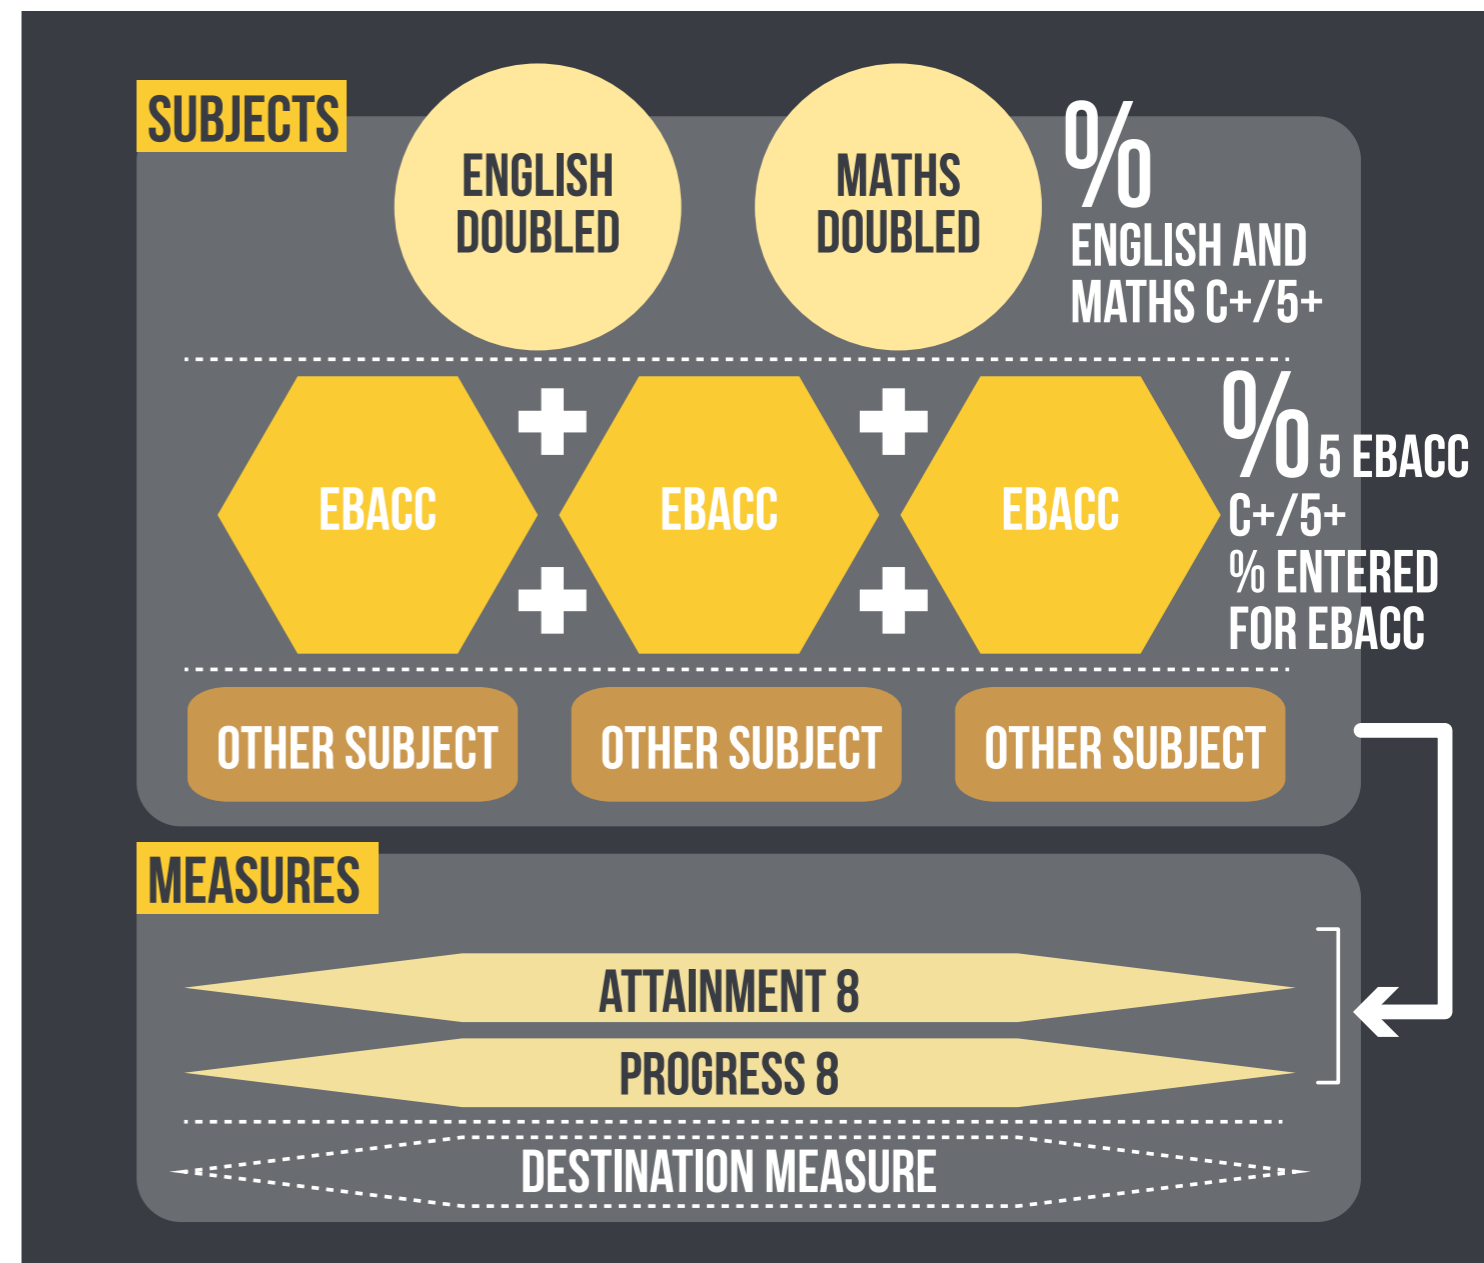 SUBJECTS
ENGLISH
DOUBLED
MATHS
DOUBLED
%
ENGLISH AND
MATHS C+/5+
EBACC
EBACC
EBACC
% 5 EBACC
C+/5+
% ENTERED
FOR EBACC
OTHER SUBJECT
OTHER SUBJECT
OTHER SUBJECT
MEASURES
ATTAINMENT 8
PROGRESS 8
DESTINATION MEASURE